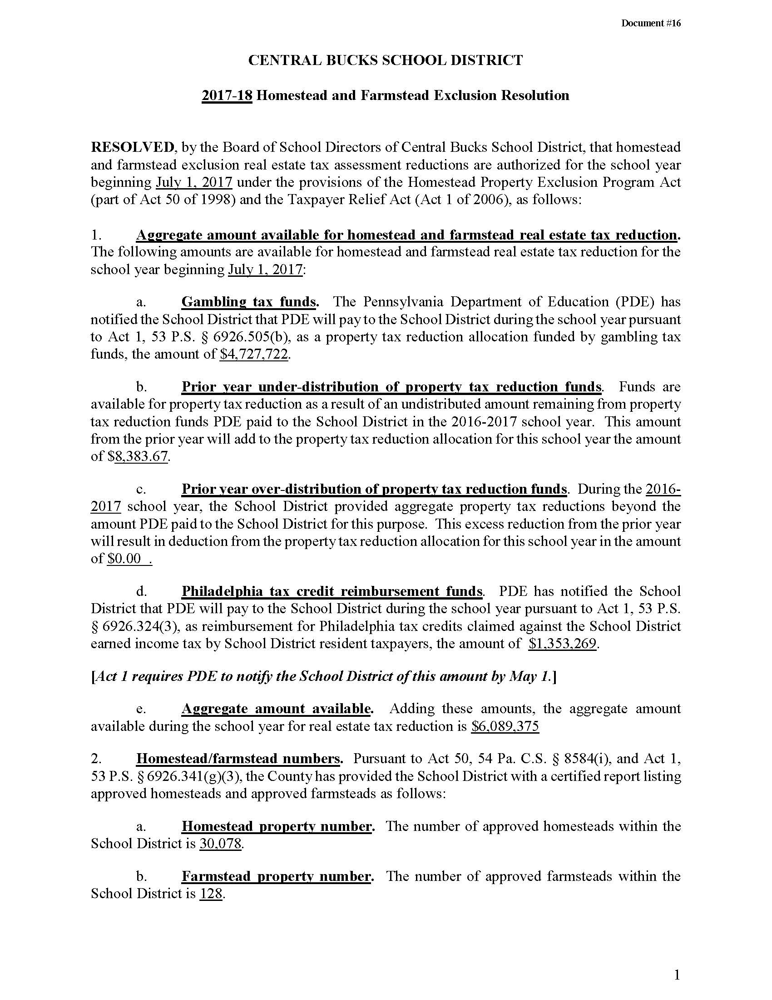 Document #16
CENTRAL BUCKS SCHOOL DISTRICT
2017-18 Homestead and Farmstead Exclusion Resolution
RESOLVED, by the Board of School Directors of Central Bucks School District, that homestead
and farmstead exclusion real estate tax assessment reductions are authorized for the school year
beginning July 1, 2017 under the provisions of the Homestead Property Exclusion Program Act
(part of Act 50 of 1998) and the Taxpayer Relief Act (Act 1 of 2006), as follows:
1. Aggregate amount available for homestead and farmstead real estate tax reduction.
The following amounts are available for homestead and farmstead real estate tax reduction for the
school year beginning July 1, 2017:
a. Gambling tax funds. The Pennsylvania Department of Education (PDE) has
notified the School District that PDE will pay to the School District during the school year pursuant
to Act 1, 53 P.S. § 6926.505(b), as a property tax reduction allocation funded by gambling tax
funds, the amount of $4,727,722.
b. Prior year under-distribution of property tax reduction funds. Funds are
available for property tax reduction as a result of an undistributed amount remaining from property
tax reduction funds PDE paid to the School District in the 2016-2017 school year. This amount
from the prior year will add to the property tax reduction allocation for this school year the amount
of $8,383.67.
c. Prior year over-distribution of property tax reduction funds. During the 2016-
2017 school year, the School District provided aggregate property tax reductions beyond the
amount PDE paid to the School District for this purpose. This excess reduction from the prior year
will result in deduction from the property tax reduction allocation for this school year in the amount
of $0.00 .
d. Philadelphia tax credit reimbursement funds. PDE has notified the School
District that PDE will pay to the School District during the school year pursuant to Act 1, 53 P.S.
§ 6926.324(3), as reimbursement for Philadelphia tax credits claimed against the School District
earned income tax by School District resident taxpayers, the amount of $1,353,269.
[Act 1 requires PDE to notify the School District of this amount by May 1.]
e. Aggregate amount available. Adding these amounts, the aggregate amount
available during the school year for real estate tax reduction is $6,089,375
2. Homestead/farmstead numbers. Pursuant to Act 50, 54 Pa. C.S. § 8584(i), and Act 1,
53 P.S. § 6926.341(g)(3), the County has provided the School District with a certified report listing
approved homesteads and approved farmsteads as follows:
a. Homestead property number. The number of approved homesteads within the
School District is 30,078.
b. Farmstead property number. The number of approved farmsteads within the
School District is 128.
1